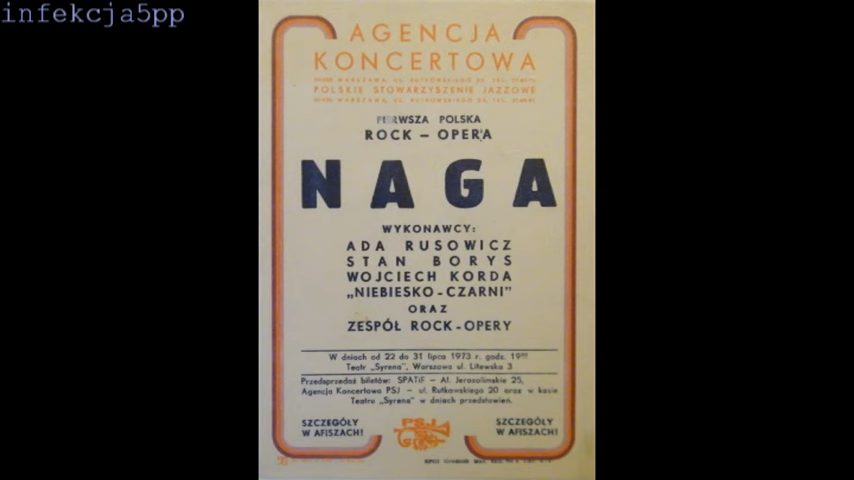 infekcja5pp
AGENCJA
KONCERTOWA
POLSKIE STOWARZYSZENIE JAZZOWE
PIERWSZA POLSKA
ROCK – OPERA
NAGA
WYKONAWCY:
ADA RUSOWICZ
STAN BORYS
WOJCIECH KORDA
„NIEBIESKO-CZARNI”
ORAZ
ZESPÓŁ ROCK-OPERY
W dniach od 22 do 31 lipca 1973 r. godz. 19⁰⁰
Teatr „Syrena”, Warszawa ul. Litewska 3
Przedsprzedaż biletów: SPATiF – Al. Jerozolimskie 25,
Agencja Koncertowa PSJ – ul. Rutkowskiego 20 oraz w kasie
Teatru „Syrena” w dniach przedstawień.
SZCZEGÓŁY
W AFISZACH!
PSJ
SZCZEGÓŁY
W AFISZACH!